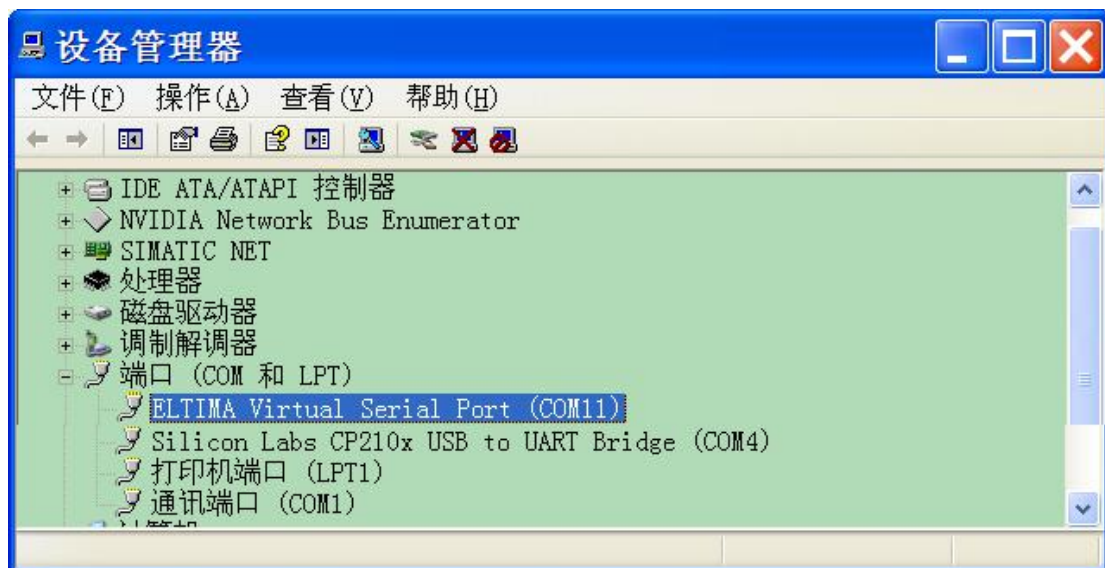 设备管理器
文件(F) 操作(A) 查看(V) 帮助(H)
IDE ATA/ATAPI 控制器
NVIDIA Network Bus Enumerator
SIMATIC NET
处理器
磁盘驱动器
调制解调器
端口 (COM 和 LPT)
ELTIMA Virtual Serial Port (COM11)
Silicon Labs CP210x USB to UART Bridge (COM4)
打印机端口 (LPT1)
通讯端口 (COM1)